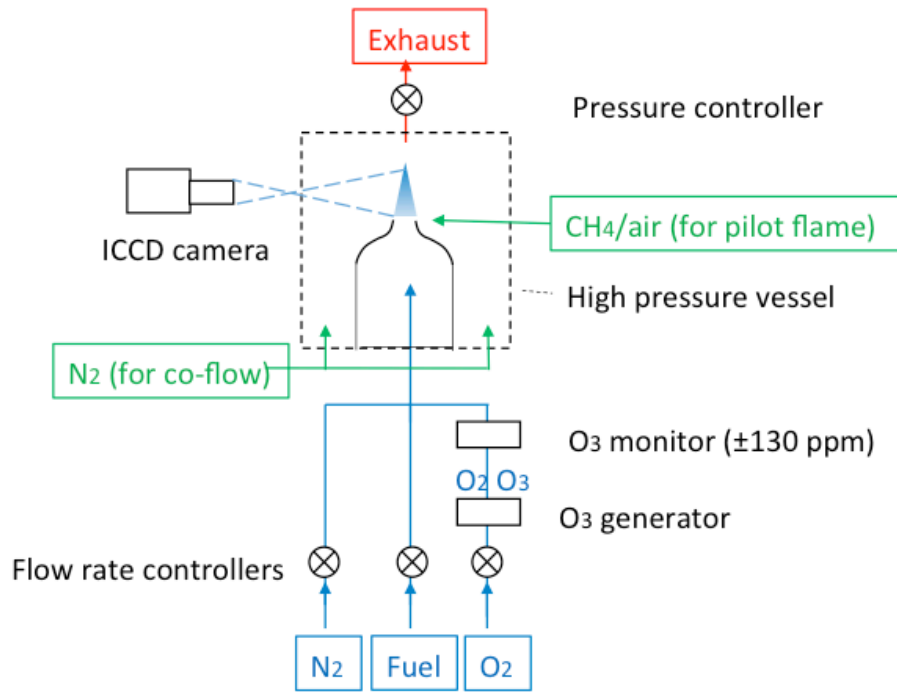 Exhaust
Pressure controller
ICCD camera
CH4/air (for pilot flame)
High pressure vessel
N2 (for co-flow)
O3 monitor (±130 ppm)
O2 O3
O3 generator
Flow rate controllers
N2
Fuel
O2